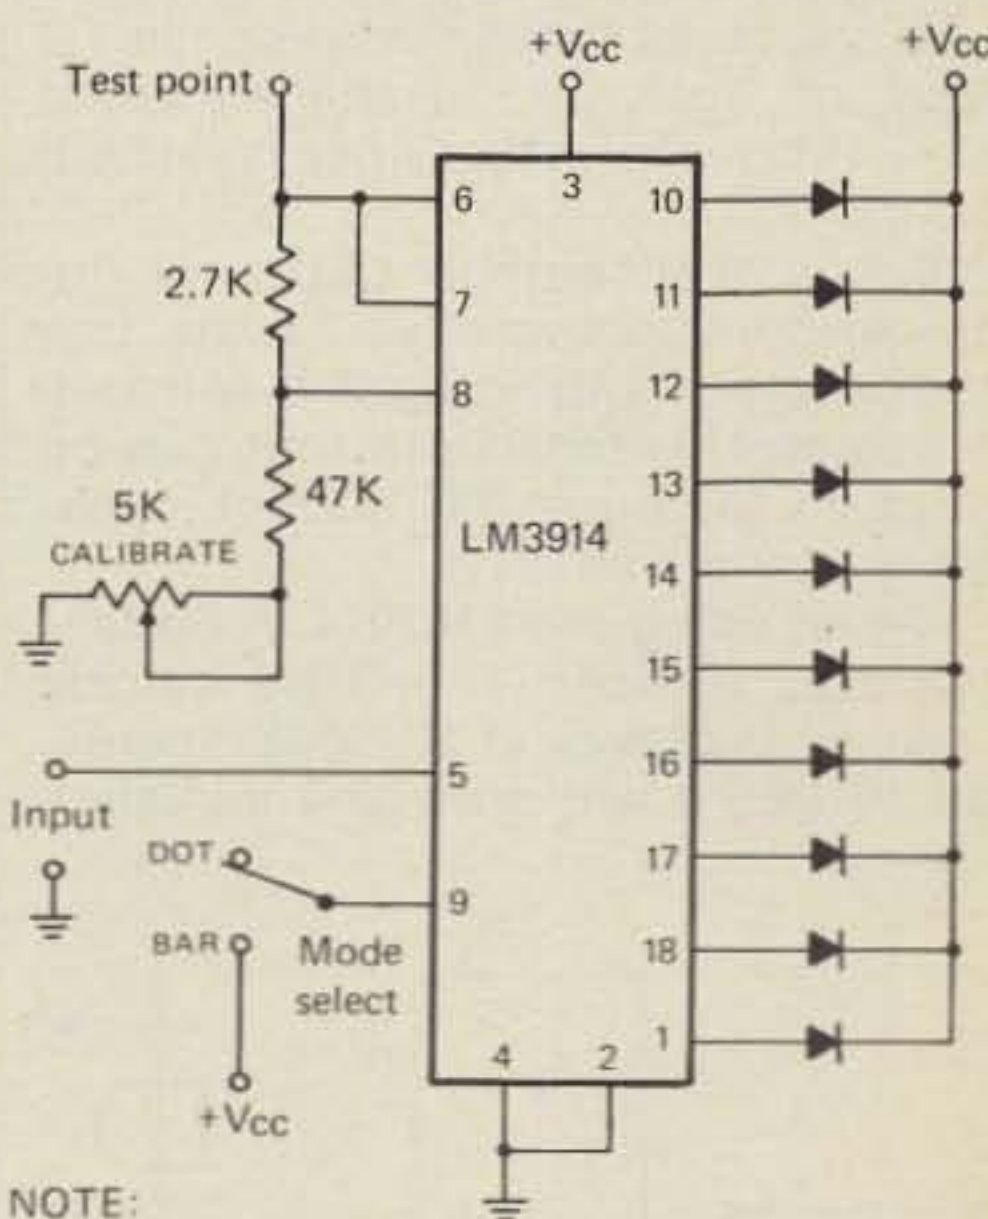 +Vcc
+Vcc
Test point
6
3
10
2.7K
7
11
8
12
47K
13
5K
CALIBRATE
LM3914
14
15
5
16
Input
DOT
17
9
BAR
Mode
select
18
1
4
2
+Vcc
NOTE: